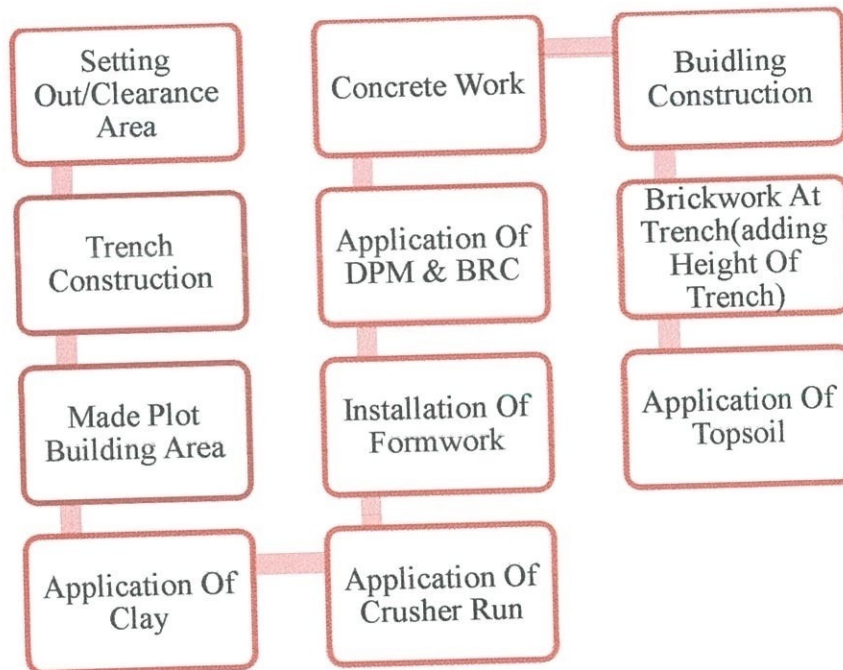 Setting
Out/Clearance
Area
Trench
Construction
Made Plot
Building Area
Application Of
Clay
Application Of
Crusher Run
Installation Of
Formwork
Application Of
DPM & BRC
Concrete Work
Buidling
Construction
Brickwork At
Trench(adding
Height Of
Trench)
Application Of
Topsoil